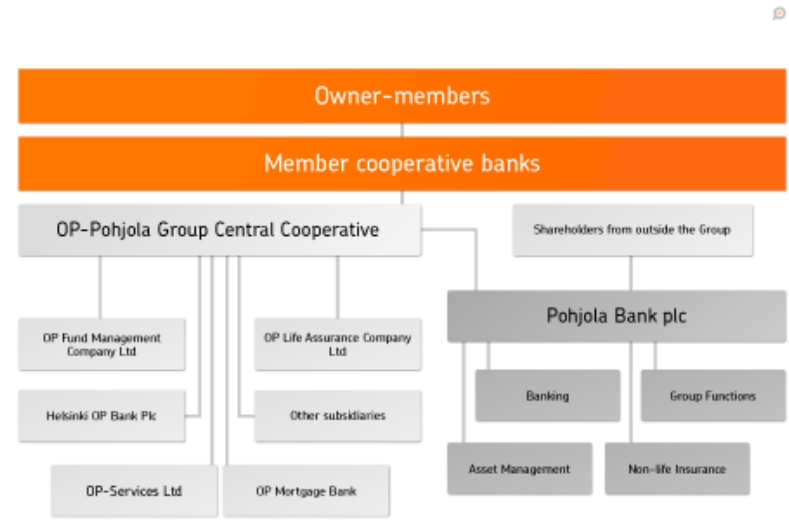 Owner-members
Member cooperative banks
OP-Pohjola Group Central Cooperative
Shareholders from outside the Group
Pohjola Bank plc
OP Fund Management
Company Ltd
OP Life Assurance Company
Ltd
Banking
Group Functions
Helsinki OP Bank Plc
Other subsidiaries
Asset Management
Non-life Insurance
OP-Services Ltd
OP Mortgage Bank